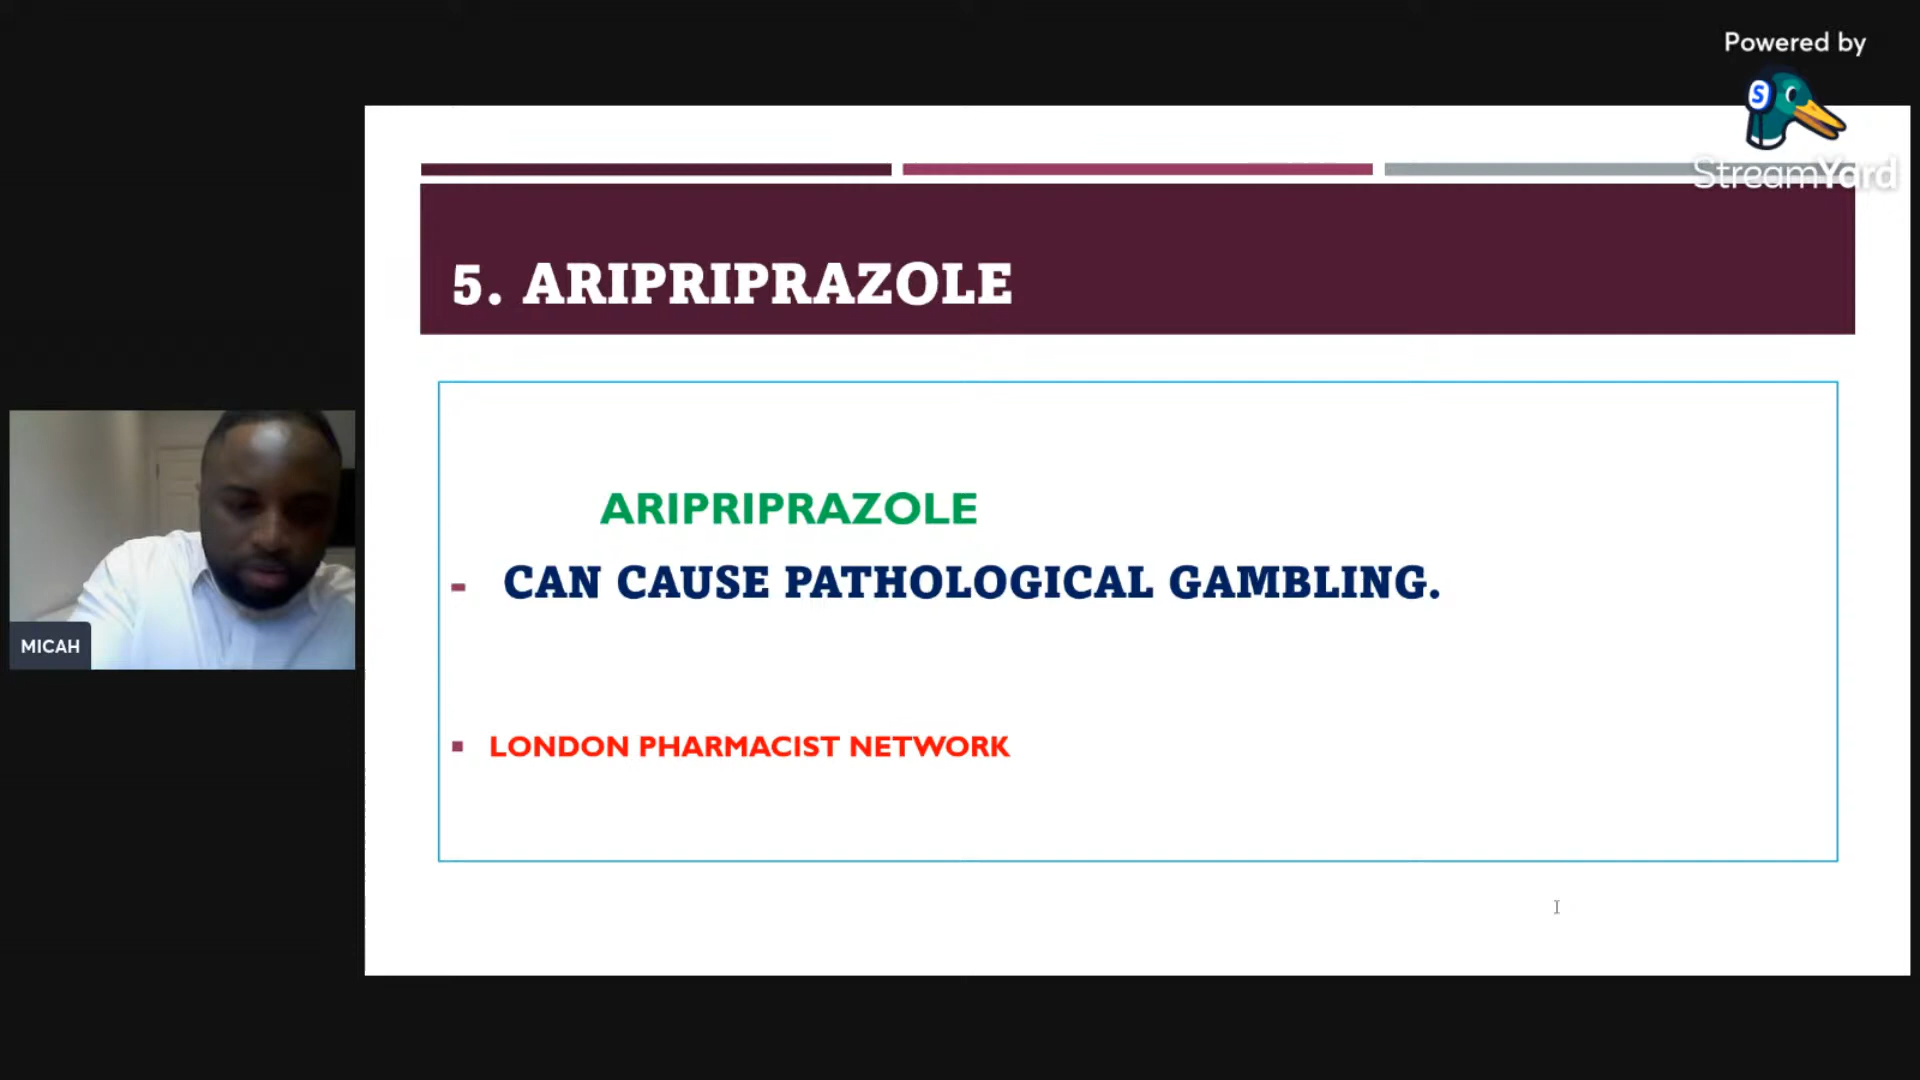 Powered by
S
StreamYard
5. ARIPRIPRAZOLE
ARIPRIPRAZOLE
- CAN CAUSE PATHOLOGICAL GAMBLING.
▪ LONDON PHARMACIST NETWORK
MICAH